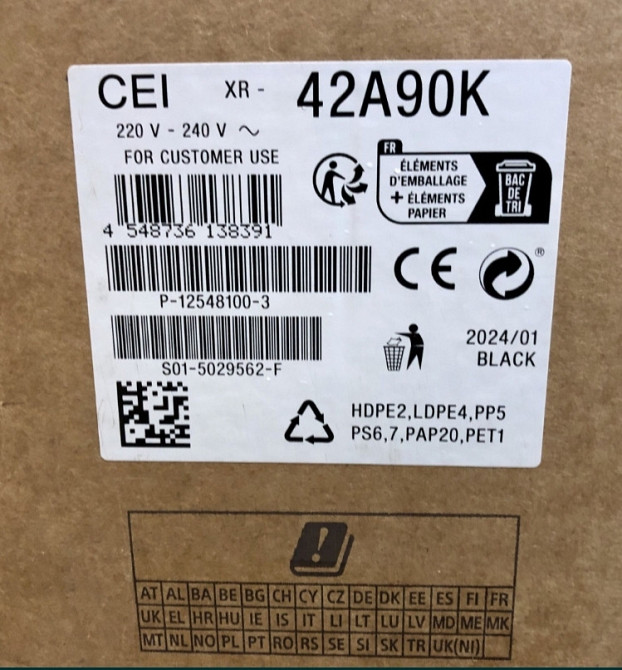 CEI XR - 42A90K
220 V - 240 V ~
FOR CUSTOMER USE
4 548736 138391
P-12548100-3
S01-5029562-F
FR
ÉLÉMENTS
D'EMBALLAGE
+ ÉLÉMENTS
PAPIER
BAC
DE
TRI
CE
®
2024/01
BLACK
HDPE2,LDPE4,PP5
PS6,7,PAP20,PET1
!
AT AL BA BE BG CH CY CZ DE DK EE ES FI FR
UK EL HR HU IE IS IT LI LT LU LV MD ME MK
MT NL NO PL PT RO RS SE SI SK TR UK(NI)